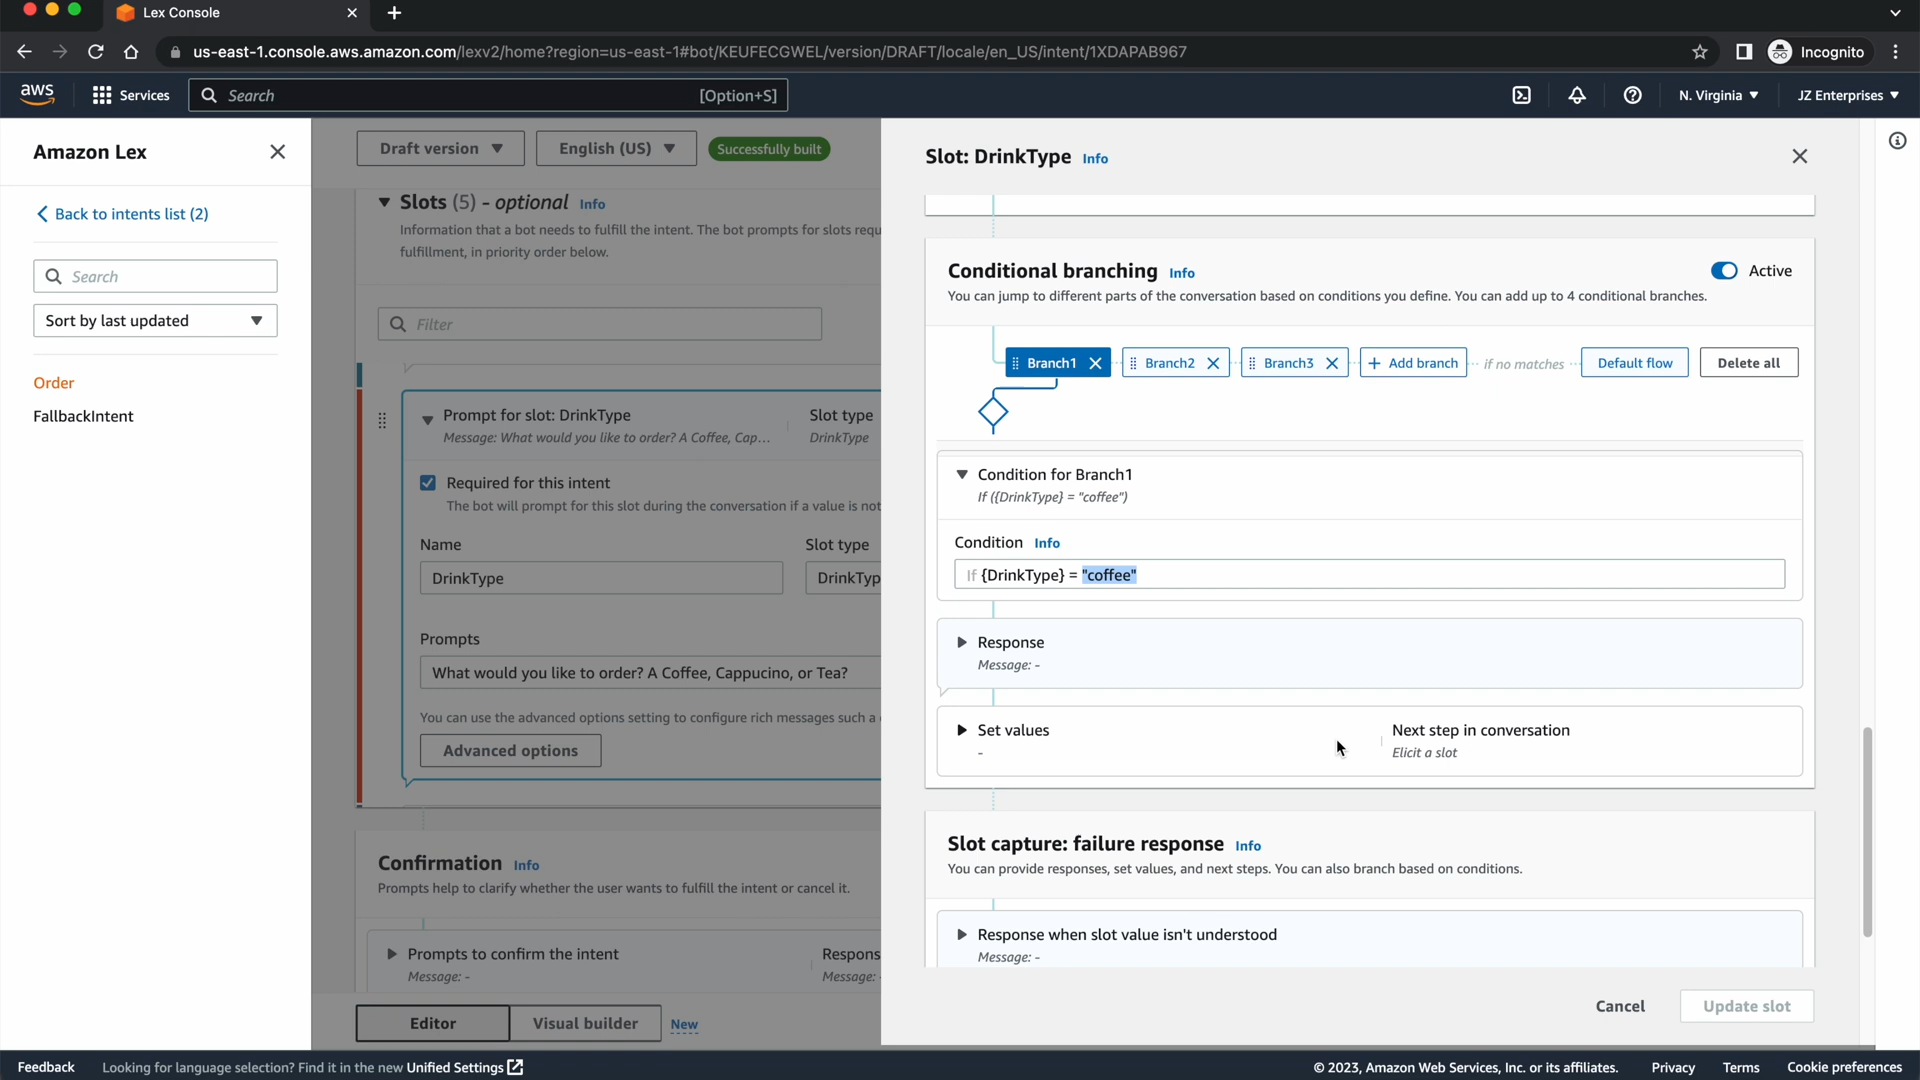 Lex Console
us-east-1.console.aws.amazon.com/lexv2/home?region=us-east-1#bot/KEUFECGWEL/version/DRAFT/locale/en_US/intent/1XDAPAB967
Incognito
aws
Services
Search
[Option+S]
N. Virginia
JZ Enterprises
Amazon Lex
Back to intents list (2)
Search
Sort by last updated
Order
FallbackIntent
Draft version
English (US)
Successfully built
Slots (5) - optional Info
Information that a bot needs to fulfill the intent. The bot prompts for slots requ
fulfillment, in priority order below.
Filter
Prompt for slot: DrinkType
Message: What would you like to order? A Coffee, Cap...
Slot type
DrinkType
Required for this intent
The bot will prompt for this slot during the conversation if a value is not
Name
Slot type
DrinkType
DrinkTyp
Prompts
What would you like to order? A Coffee, Cappucino, or Tea?
You can use the advanced options setting to configure rich messages such a
Advanced options
Confirmation Info
Prompts help to clarify whether the user wants to fulfill the intent or cancel it.
Prompts to confirm the intent
Message: -
Respons
Message: -
Editor
Visual builder
New
Slot: DrinkType Info
Conditional branching Info
Active
You can jump to different parts of the conversation based on conditions you define. You can add up to 4 conditional branches.
Branch1
Branch2
Branch3
+ Add branch
if no matches
Default flow
Delete all
Condition for Branch1
If ({DrinkType} = "coffee")
Condition Info
If {DrinkType} = "coffee"
Response
Message: -
Set values
-
Next step in conversation
Elicit a slot
Slot capture: failure response Info
You can provide responses, set values, and next steps. You can also branch based on conditions.
Response when slot value isn't understood
Message: -
Cancel
Update slot
Feedback
Looking for language selection? Find it in the new Unified Settings
© 2023, Amazon Web Services, Inc. or its affiliates.
Privacy
Terms
Cookie preferences